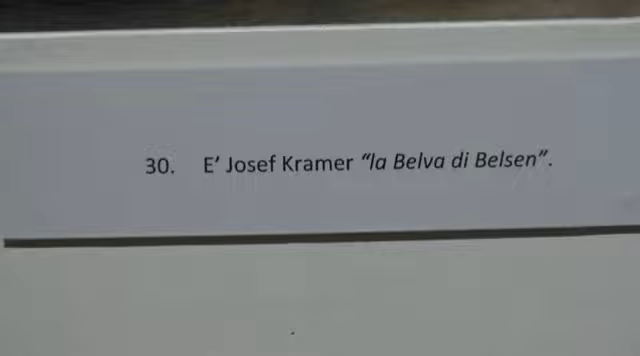 30. E’ Josef Kramer “la Belva di Belsen”.